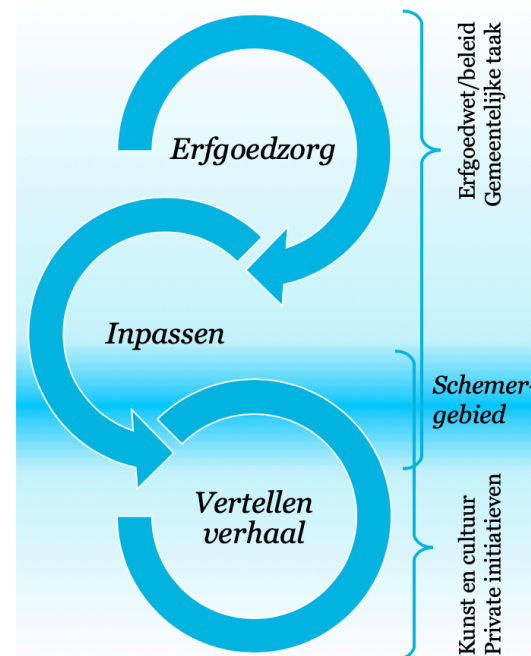 Erfgoedzorg
Erfgoedwet/beleid
Gemeentelijke taak
Inpassen
Schemer-
gebied
Vertellen
verhaal
Kunst en cultuur
Private initiatieven